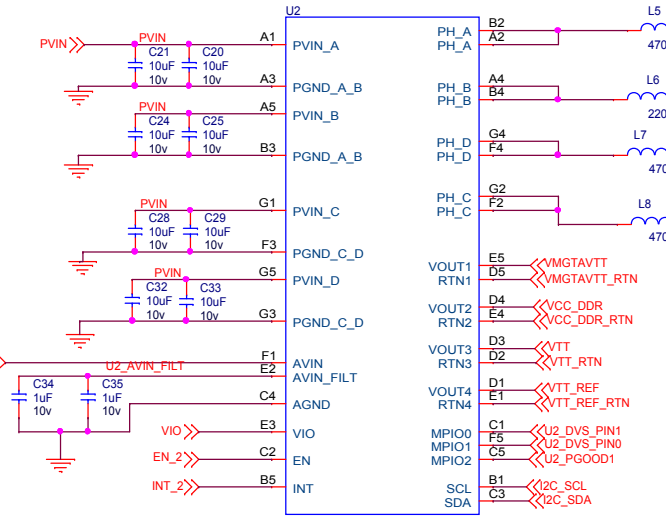 U2
PVIN
PVIN
A1
PVIN_A
C21
10uF
10v
C20
10uF
10v
A3
PGND_A_B
PVIN
A5
PVIN_B
C24
10uF
10v
C25
10uF
10v
B3
PGND_A_B
PVIN
G1
PVIN_C
C28
10uF
10v
C29
10uF
10v
F3
PGND_C_D
PVIN
G5
PVIN_D
C32
10uF
10v
C33
10uF
10v
G3
PGND_C_D
F1
AVIN
U2_AVIN_FILT
E2
AVIN_FILT
C34
1uF
10v
C35
1uF
10v
C4
AGND
VIO
E3
VIO
EN_2
C2
EN
INT_2
B5
INT
PH_A
B2
PH_A
A2
L5
470
PH_B
A4
PH_B
B4
L6
220
PH_D
G4
PH_D
F4
L7
470
PH_C
G2
PH_C
F2
L8
470
VOUT1
E5
VMGTAVTT
RTN1
D5
VMGTAVTT_RTN
VOUT2
D4
VCC_DDR
RTN2
E4
VCC_DDR_RTN
VOUT3
D3
VTT
RTN3
D2
VTT_RTN
VOUT4
D1
VTT_REF
RTN4
E1
VTT_REF_RTN
MPIO0
C1
U2_DVS_PIN1
MPIO1
F5
U2_DVS_PIN0
MPIO2
C5
U2_PGOOD1
SCL
B1
I2C_SCL
SDA
C3
I2C_SDA